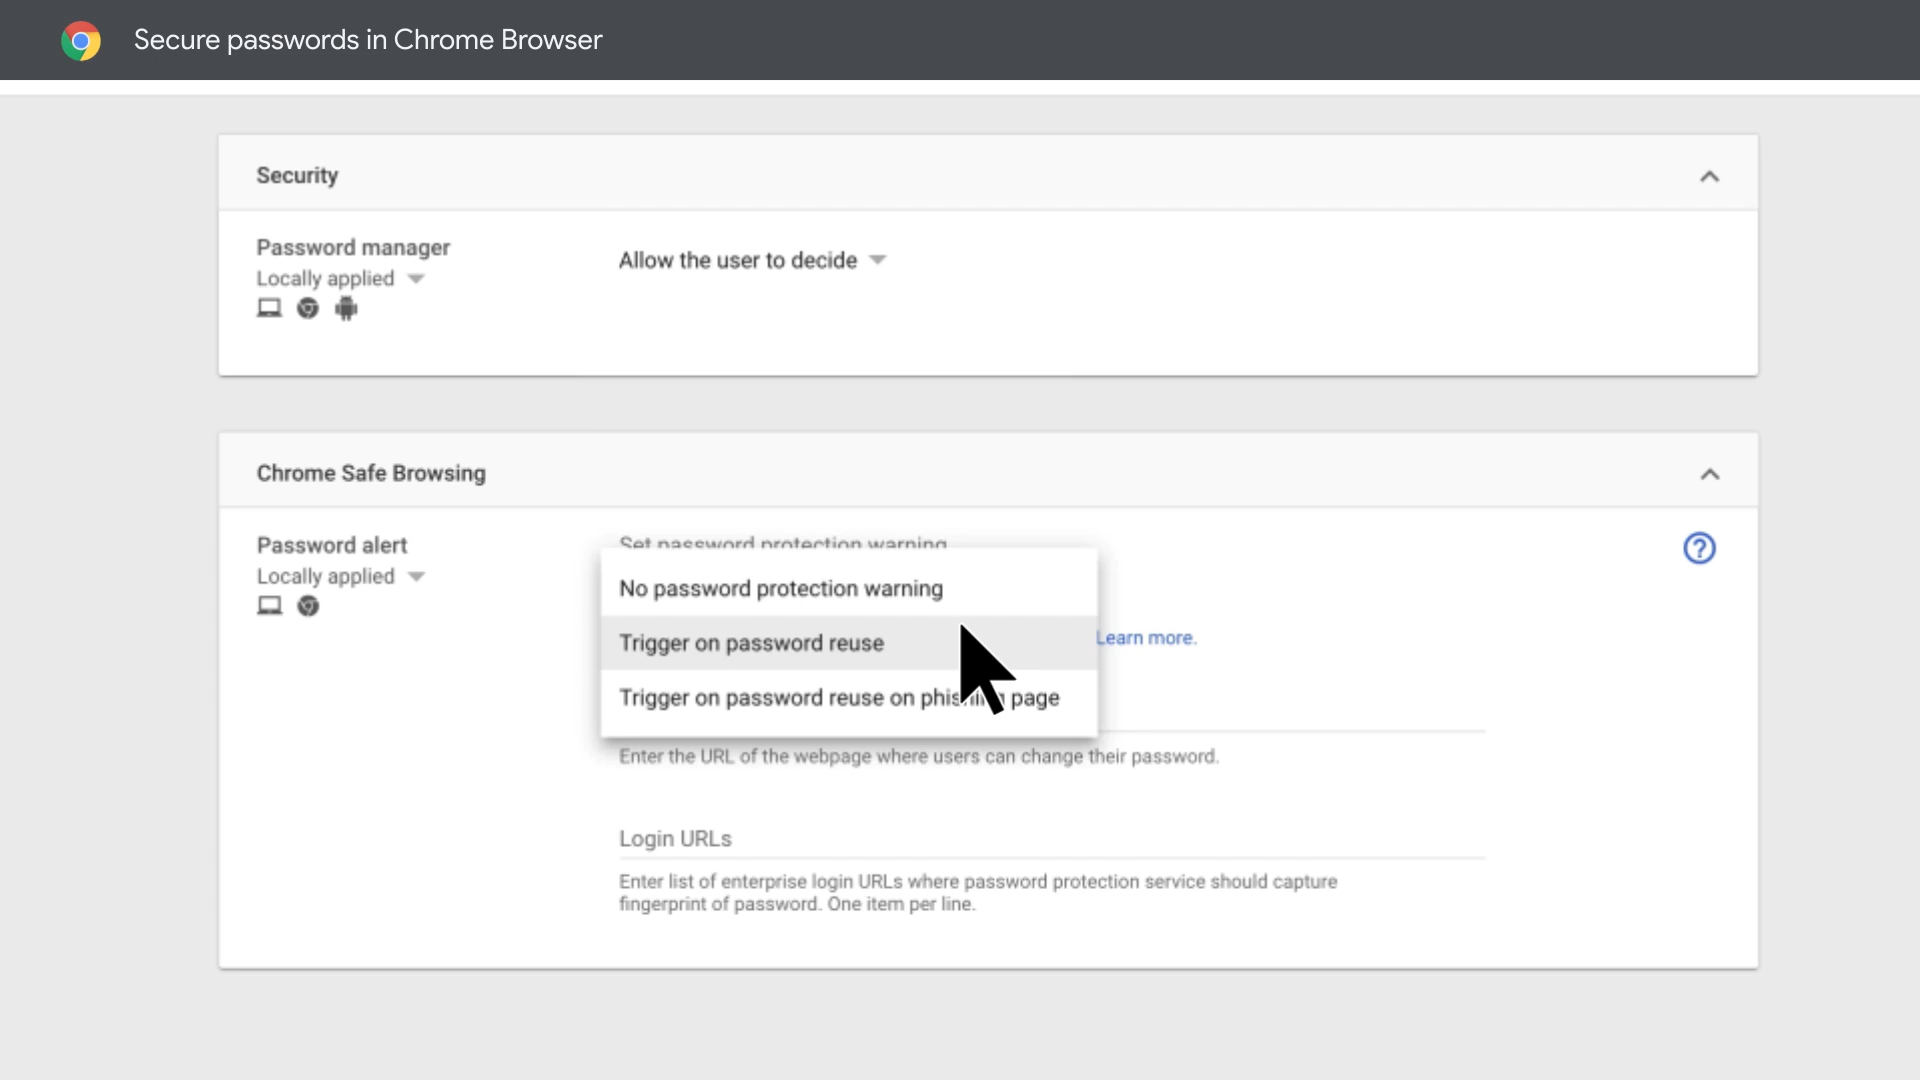 Secure passwords in Chrome Browser
Security
Password manager
Locally applied
Allow the user to decide
Chrome Safe Browsing
Password alert
Locally applied
Set password protection warning
No password protection warning
Trigger on password reuse
Learn more.
Trigger on password reuse on phishing page
Enter the URL of the webpage where users can change their password.
Login URLs
Enter list of enterprise login URLs where password protection service should capture
fingerprint of password. One item per line.